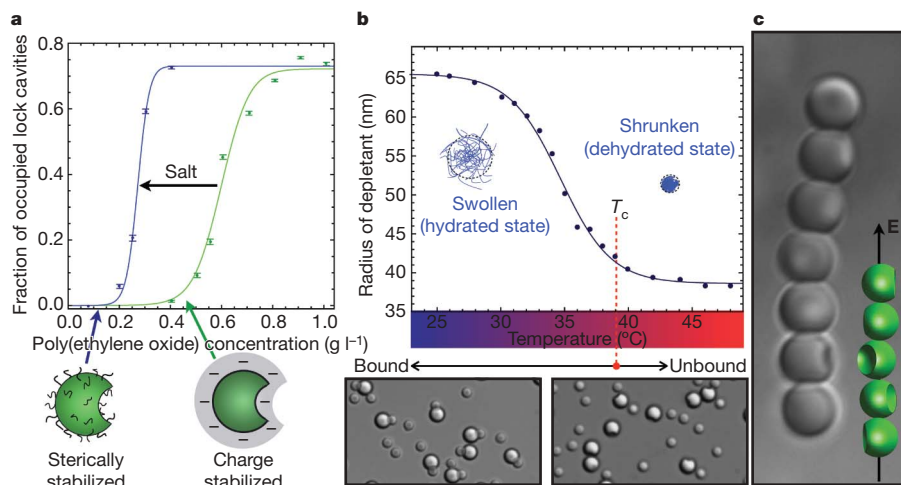 a
Fraction of occupied lock cavities
0.8
0.6
0.4
0.2
0.0
Salt
0.0 0.2 0.4 0.6 0.8 1.0
Poly(ethylene oxide) concentration (g l⁻¹)
Sterically
stabilized
Charge
stabilized
b
Radius of depletant (nm)
65
60
55
50
45
40
35
Swollen
(hydrated state)
Shrunken
(dehydrated state)
Tc
25 30 35 40 45
Temperature (ºC)
Bound Unbound
c
E